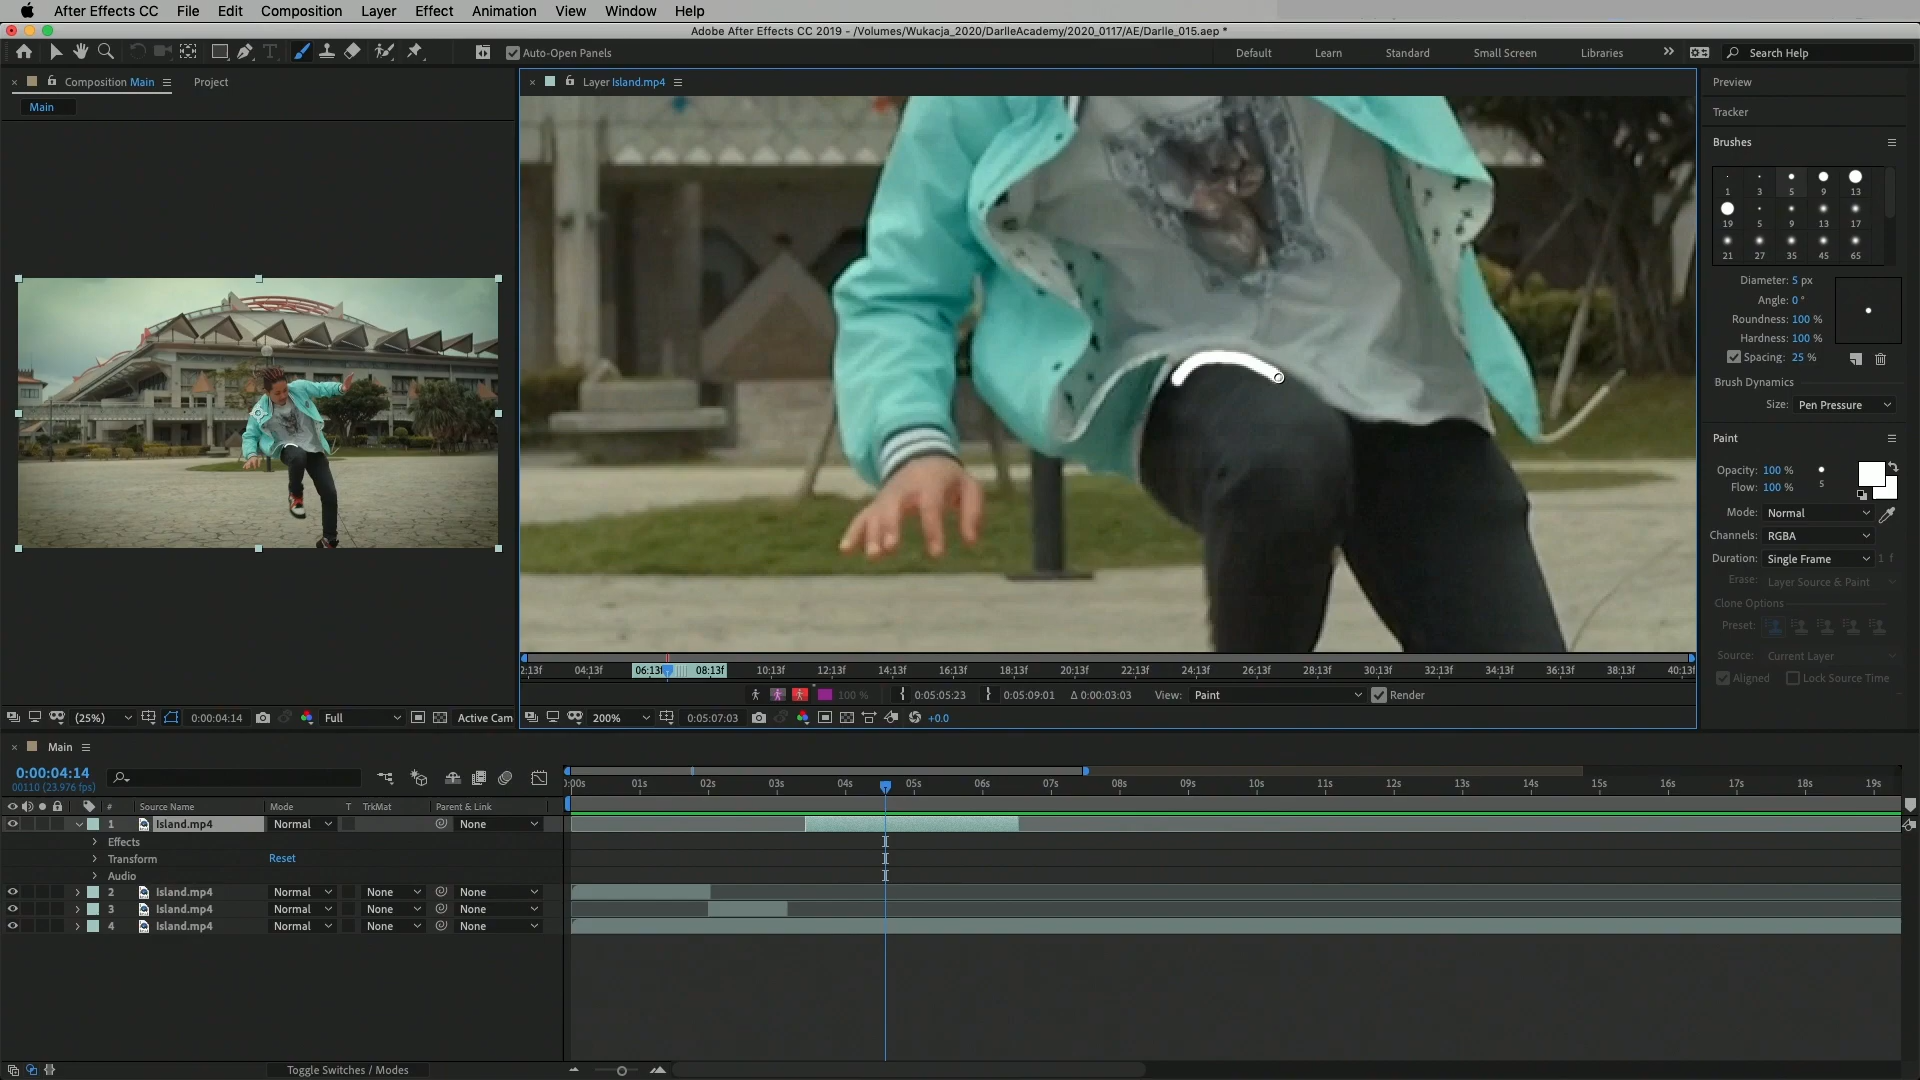 After Effects CC File Edit Composition Layer Effect Animation View Window Help
Adobe After Effects CC 2019 - /Volumes/Wukacja_2020/DarlleAcademy/2020_0117/AE/Darlle_015.aep *
Auto-Open Panels Default Learn Standard Small Screen Libraries Search Help
Composition Main Project
Main
Layer Island.mp4
Preview
Tracker
Brushes
1 3 5 9 13
19 5 9 13 17
21 27 35 45 65
Diameter: 5 px
Angle: 0 °
Roundness: 100 %
Hardness: 100 %
Spacing: 25 %
Brush Dynamics
Size: Pen Pressure
Paint
Opacity: 100 %
Flow: 100 % 5
Mode: Normal
Channels: RGBA
Duration: Single Frame 1 f
Erase: Layer Source & Paint
Clone Options
Preset:
Source: Current Layer
Aligned Lock Source Time
2:13f 04:13f 06:13f 08:13f 10:13f 12:13f 14:13f 16:13f 18:13f 20:13f 22:13f 24:13f 26:13f 28:13f 30:13f 32:13f 34:13f 36:13f 38:13f 40:13f
100 % 0:05:05:23 0:05:09:01 Δ 0:00:03:03 View: Paint Render
(25%) 0:00:04:14 Full Active Cam
200% 0:05:07:03 +0.0
Main
0:00:04:14
00110 (23.976 fps)
):00s 01s 02s 03s 04s 05s 06s 07s 08s 09s 10s 11s 12s 13s 14s 15s 16s 17s 18s 19s
# Source Name Mode T TrkMat Parent & Link
1 Island.mp4 Normal None
Effects
Transform Reset
Audio
2 Island.mp4 Normal None None
3 Island.mp4 Normal None None
4 Island.mp4 Normal None None
Toggle Switches / Modes